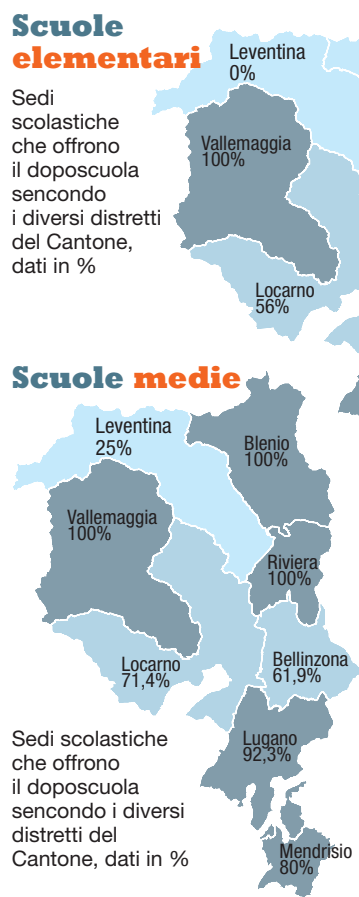 Scuole
elementari
Sedi
scolastiche
che offrono
il doposcuola
sencondo
i diversi distretti
del Cantone,
dati in %
Leventina
0%
Vallemaggia
100%
Locarno
56%
Scuole medie
Leventina
25%
Blenio
100%
Vallemaggia
100%
Riviera
100%
Locarno
71,4%
Bellinzona
61,9%
Lugano
92,3%
Mendrisio
80%
Sedi scolastiche
che offrono
il doposcuola
sencondo i diversi
distretti del
Cantone, dati in %